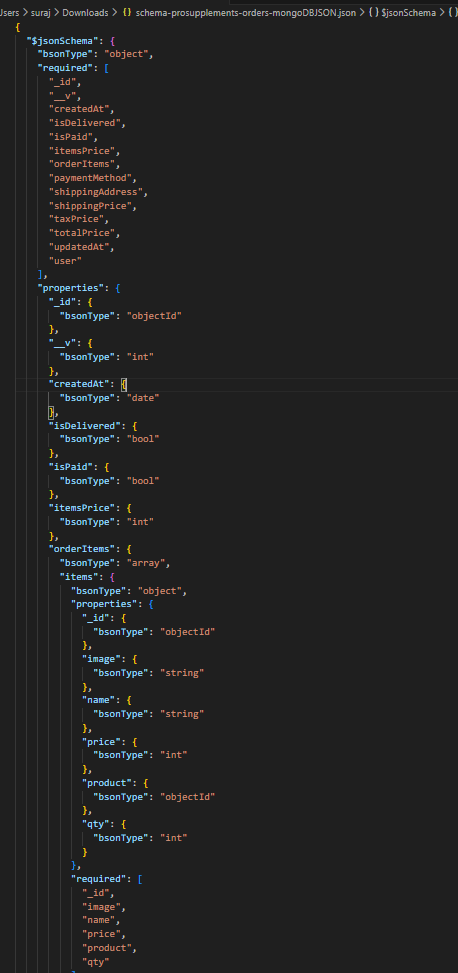 Users > suraj > Downloads > {} schema-prosupplements-orders-mongoDBJSON.json > {} $jsonSchema > {}
{
"$jsonSchema": {
"bsonType": "object",
"required": [
"_id",
"__v",
"createdAt",
"isDelivered",
"isPaid",
"itemsPrice",
"orderItems",
"paymentMethod",
"shippingAddress",
"shippingPrice",
"taxPrice",
"totalPrice",
"updatedAt",
"user"
],
"properties": {
"_id": {
"bsonType": "objectId"
},
"__v": {
"bsonType": "int"
},
"createdAt": {
"bsonType": "date"
},
"isDelivered": {
"bsonType": "bool"
},
"isPaid": {
"bsonType": "bool"
},
"itemsPrice": {
"bsonType": "int"
},
"orderItems": {
"bsonType": "array",
"items": {
"bsonType": "object",
"properties": {
"_id": {
"bsonType": "objectId"
},
"image": {
"bsonType": "string"
},
"name": {
"bsonType": "string"
},
"price": {
"bsonType": "int"
},
"product": {
"bsonType": "objectId"
},
"qty": {
"bsonType": "int"
}
},
"required": [
"_id",
"image",
"name",
"price",
"product",
"qty"